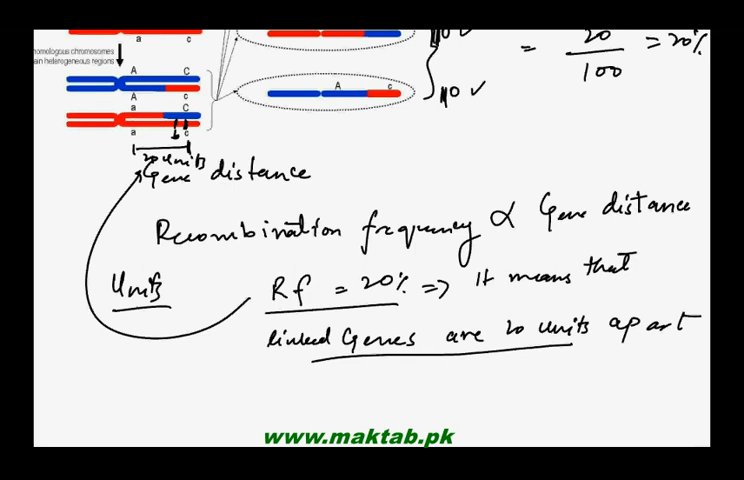 a c
homologous chromosomes
ain heterogeneous regions
A C
A c
a C
a c
A c
10 ✓
10 ✓
= 20/100 = 20%
20 units
Gene distance
Recombination frequency ∝ Gene distance
Units
Rf = 20% => It means that
linked Genes are 20 units apart
www.maktab.pk